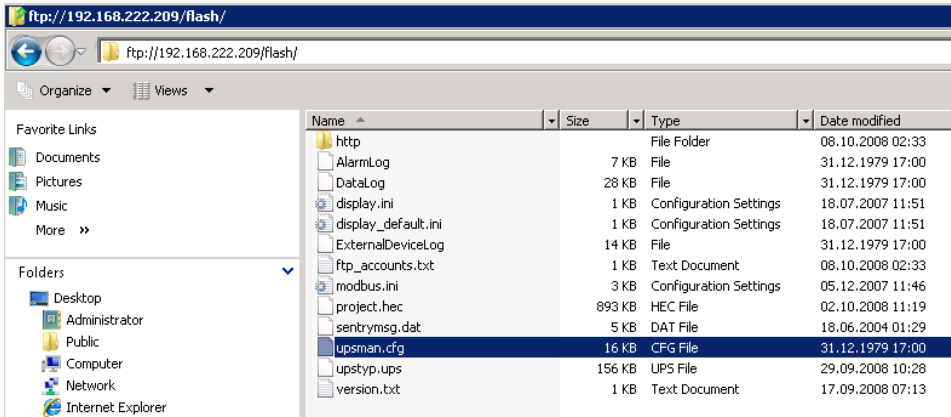 ftp://192.168.222.209/flash/
ftp://192.168.222.209/flash/
Organize Views
Favorite Links
Documents
Pictures
Music
More »
Folders
Desktop
Administrator
Public
Computer
Network
Internet Explorer
Name Size Type Date modified
http File Folder 08.10.2008 02:33
AlarmLog 7 KB File 31.12.1979 17:00
DataLog 28 KB File 31.12.1979 17:00
display.ini 1 KB Configuration Settings 18.07.2007 11:51
display_default.ini 1 KB Configuration Settings 18.07.2007 11:51
ExternalDeviceLog 14 KB File 31.12.1979 17:00
ftp_accounts.txt 1 KB Text Document 08.10.2008 02:33
modbus.ini 3 KB Configuration Settings 05.12.2007 11:46
project.hec 893 KB HEC File 02.10.2008 11:19
sentrymsg.dat 5 KB DAT File 18.06.2004 01:29
upsman.cfg 16 KB CFG File 31.12.1979 17:00
upstyp.ups 156 KB UPS File 29.09.2008 10:28
version.txt 1 KB Text Document 17.09.2008 07:13